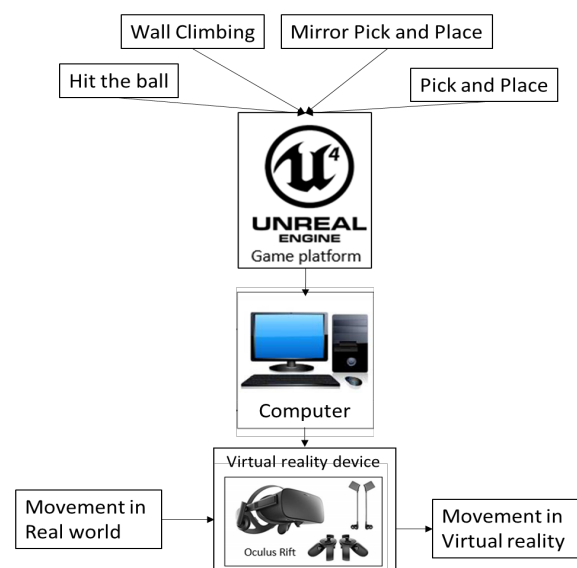 Wall Climbing
Mirror Pick and Place
Hit the ball
Pick and Place
4
UNREAL
ENGINE
Game platform
Computer
Virtual reality device
Movement in
Real world
Oculus Rift
Movement in
Virtual reality